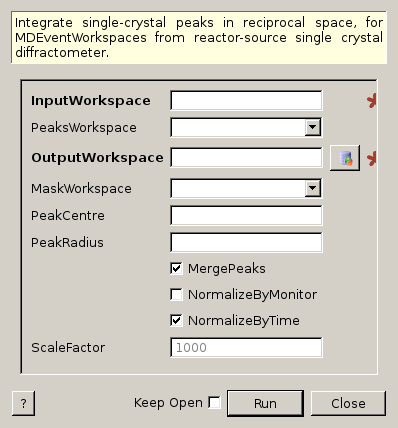 Integrate single-crystal peaks in reciprocal space, for
MDEventWorkspaces from reactor-source single crystal
diffractometer.
InputWorkspace
PeaksWorkspace
OutputWorkspace
MaskWorkspace
PeakCentre
PeakRadius
MergePeaks
NormalizeByMonitor
NormalizeByTime
ScaleFactor 1000
? Keep Open Run Close